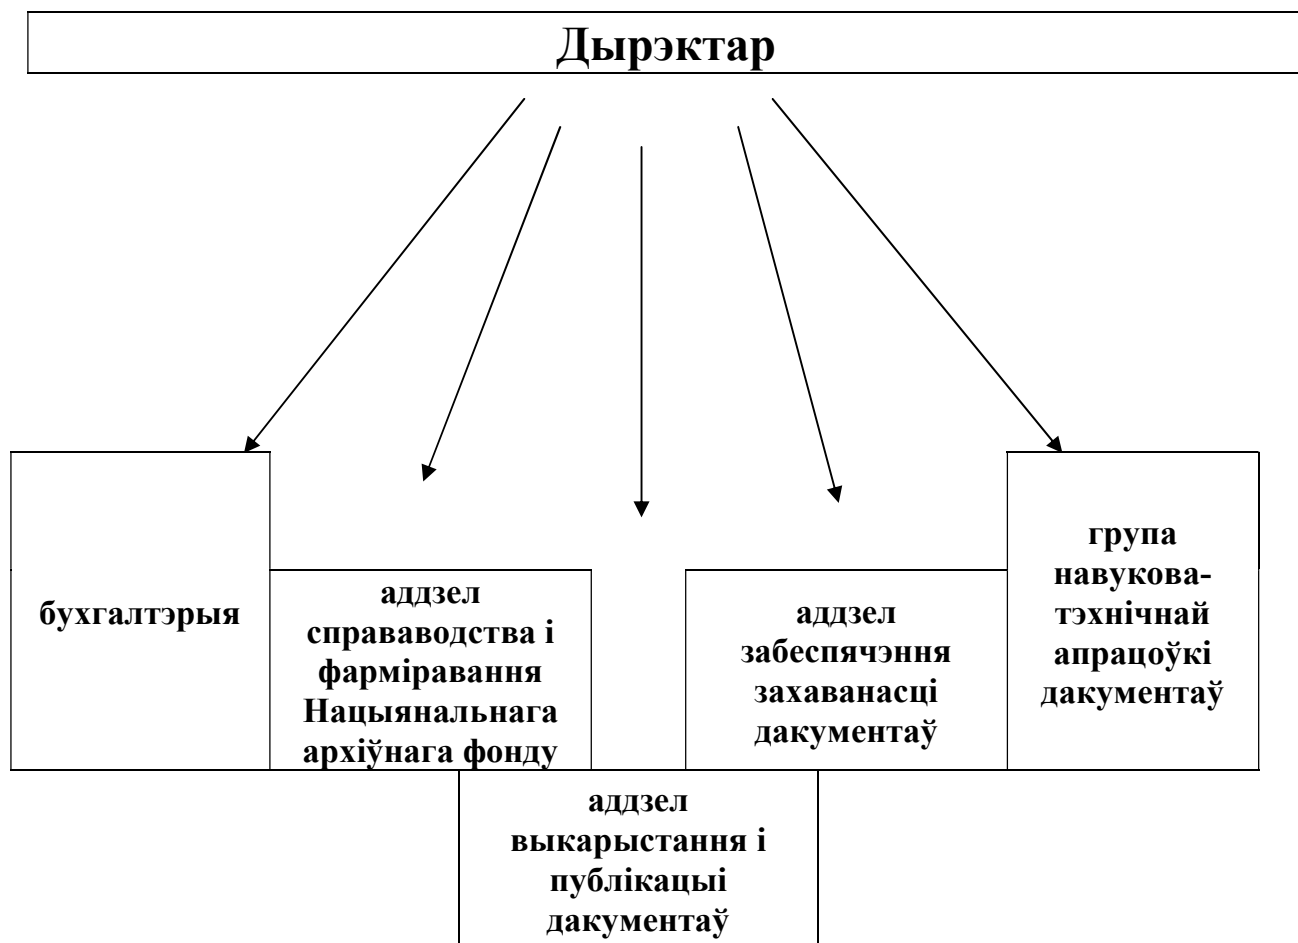 Дырэктар
бухгалтэрыя
аддзел
справаводства і
фарміравання
Нацыянальнага
архіўнага фонду
аддзел
выкарыстання і
публікацыі
дакументаў
аддзел
забеспячэння
захаванасці
дакументаў
група
навукова-
тэхнічнай
апрацоўкі
дакументаў